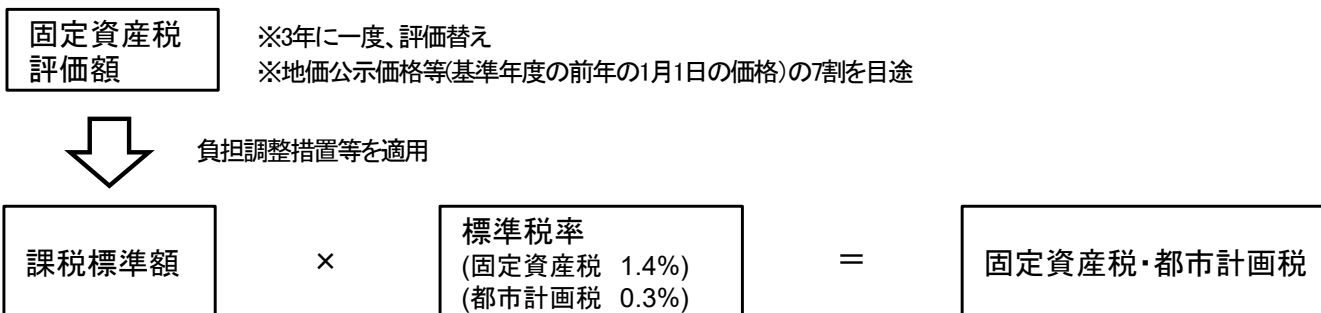 固定資産税
評価額
※3年に一度、評価替え
※地価公示価格等(基準年度の前年の1月1日の価格)の7割を目途
負担調整措置等を適用
課税標準額
×
標準税率
(固定資産税 1.4%)
(都市計画税 0.3%)
＝
固定資産税・都市計画税